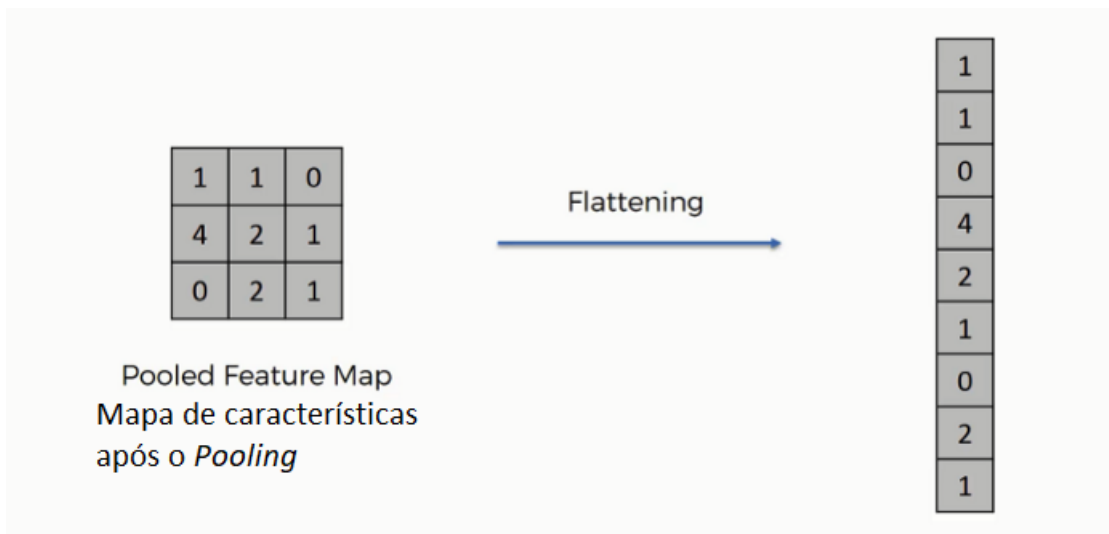 1 1 0
4 2 1
0 2 1
Pooled Feature Map
Mapa de características
após o Pooling
Flattening
1
1
0
4
2
1
0
2
1